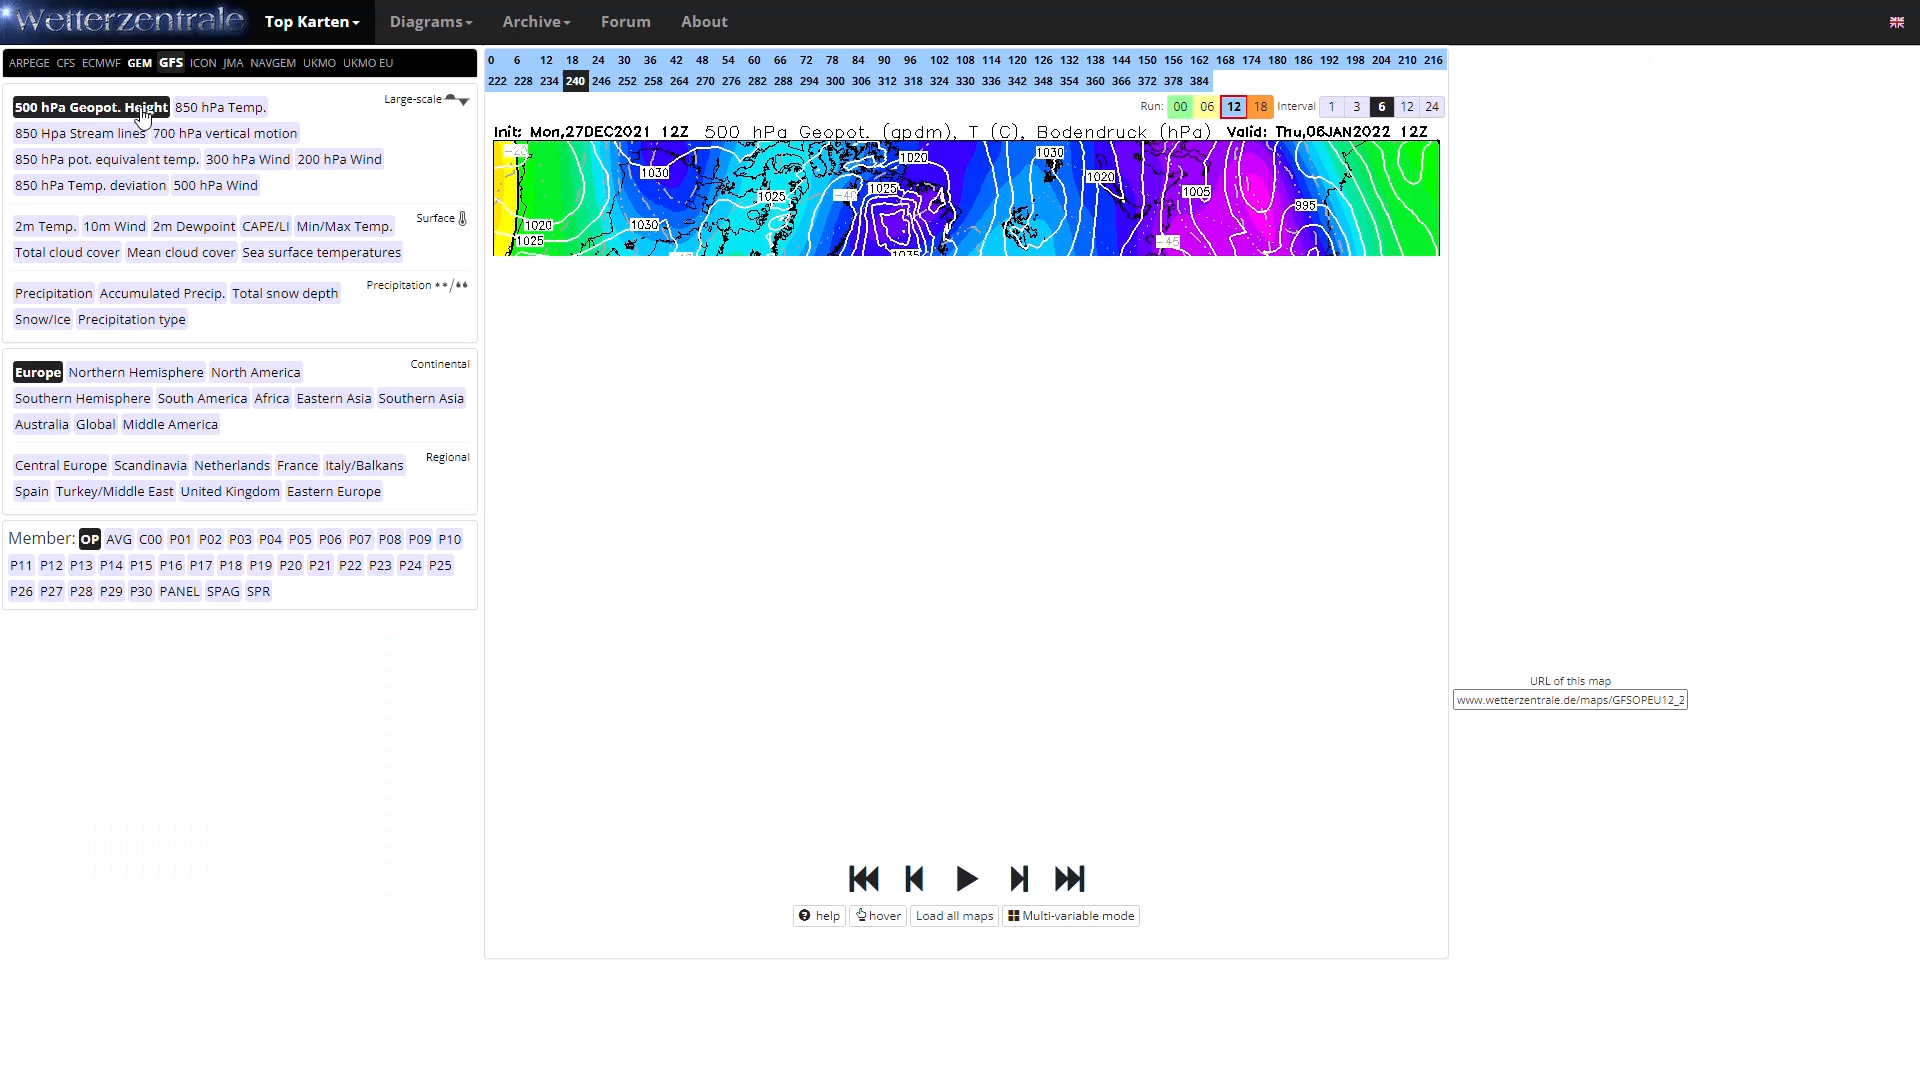 Wetterzentrale Top Karten Diagrams Archive Forum About
ARPEGE CFS ECMWF GEM GFS ICON JMA NAVGEM UKMO UKMO EU
Large-scale
500 hPa Geopot. Height 850 hPa Temp.
850 Hpa Stream lines 700 hPa vertical motion
850 hPa pot. equivalent temp. 300 hPa Wind 200 hPa Wind
850 hPa Temp. deviation 500 hPa Wind
Surface
2m Temp. 10m Wind 2m Dewpoint CAPE/LI Min/Max Temp.
Total cloud cover Mean cloud cover Sea surface temperatures
Precipitation **/
Precipitation Accumulated Precip. Total snow depth
Snow/Ice Precipitation type
Continental
Europe Northern Hemisphere North America
Southern Hemisphere South America Africa Eastern Asia Southern Asia
Australia Global Middle America
Regional
Central Europe Scandinavia Netherlands France Italy/Balkans
Spain Turkey/Middle East United Kingdom Eastern Europe
Member: OP AVG C00 P01 P02 P03 P04 P05 P06 P07 P08 P09 P10
P11 P12 P13 P14 P15 P16 P17 P18 P19 P20 P21 P22 P23 P24 P25
P26 P27 P28 P29 P30 PANEL SPAG SPR
0 6 12 18 24 30 36 42 48 54 60 66 72 78 84 90 96 102 108 114 120 126 132 138 144 150 156 162 168 174 180 186 192 198 204 210 216
222 228 234 240 246 252 258 264 270 276 282 288 294 300 306 312 318 324 330 336 342 348 354 360 366 372 378 384
Run: 00 06 12 18 Interval 1 3 6 12 24
Init: Mon,27DEC2021 12Z 500 hPa Geopot. (gpdm), T (C), Bodendruck (hPa) Valid: Thu,06JAN2022 12Z
-20 1030 1020 1030 1020
1025 -40 1025 1005
1020 1030 995
1025 -45
1035
URL of this map
www.wetterzentrale.de/maps/GFSOPEU12_2
help hover Load all maps Multi-variable mode